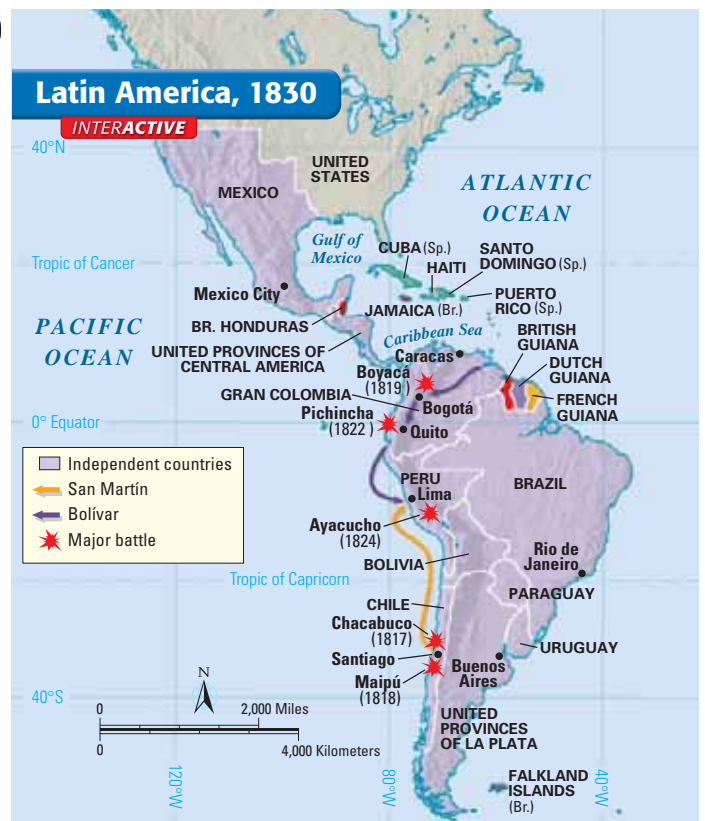 Latin America, 1830
INTERACTIVE
40°N
UNITED
STATES
MEXICO
ATLANTIC
OCEAN
Gulf of
Mexico
CUBA (Sp.)
SANTO
DOMINGO (Sp.)
HAITI
Tropic of Cancer
Mexico City
JAMAICA (Br.)
PUERTO
RICO (Sp.)
PACIFIC
OCEAN
BR. HONDURAS
Caribbean Sea
BRITISH
GUIANA
UNITED PROVINCES OF
CENTRAL AMERICA
Caracas
DUTCH
GUIANA
Boyacá
(1819)
GRAN COLOMBIA
Bogotá
FRENCH
GUIANA
Pichincha
(1822)
0° Equator
Quito
Independent countries
San Martín
Bolívar
Major battle
PERU
Lima
BRAZIL
Ayacucho
(1824)
BOLIVIA
Rio de
Janeiro
Tropic of Capricorn
PARAGUAY
CHILE
Chacabuco
(1817)
URUGUAY
Santiago
Buenos
Aires
Maipú
(1818)
N
40°S
0 2,000 Miles
0 4,000 Kilometers
UNITED
PROVINCES
OF LA PLATA
120°W
80°W
40°W
FALKLAND
ISLANDS
(Br.)